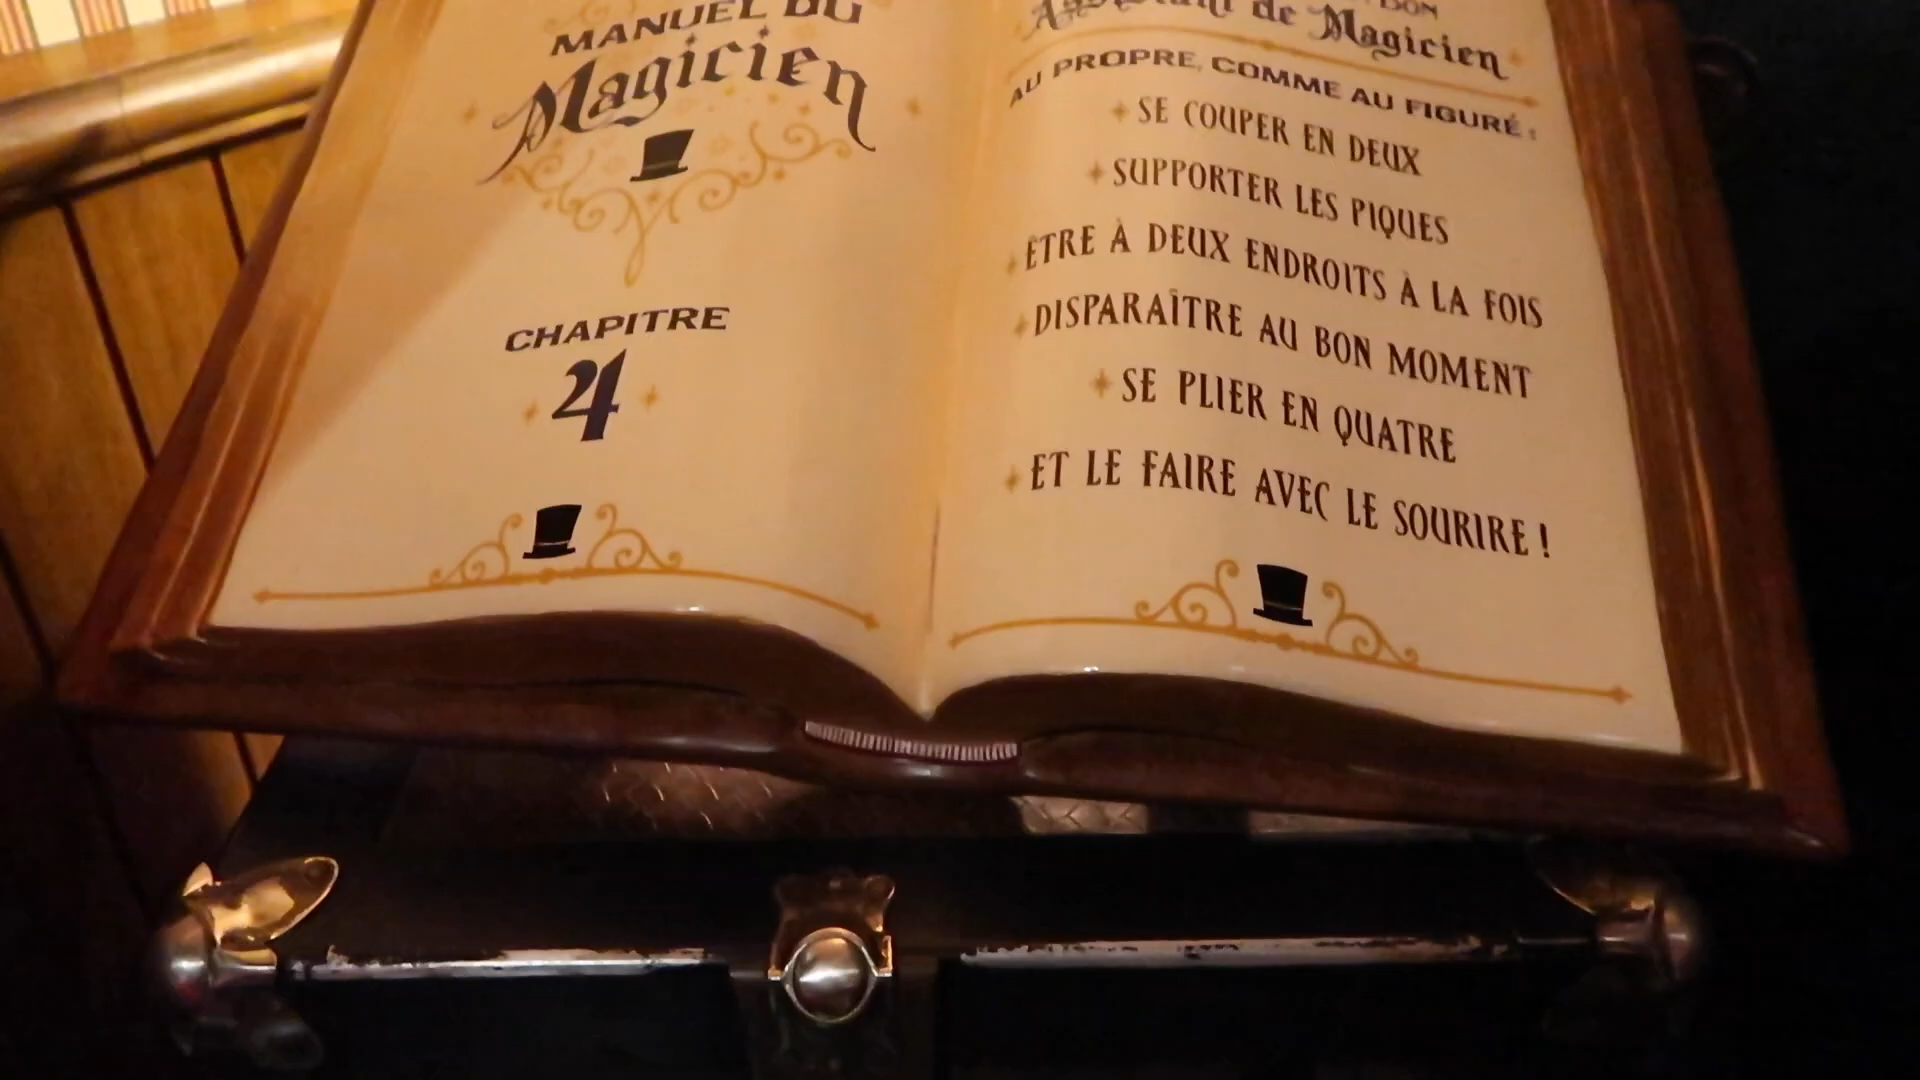 MANUEL DU
Magicien
CHAPITRE
4
BON
Assistant de Magicien
AU PROPRE, COMME AU FIGURÉ :
SE COUPER EN DEUX
SUPPORTER LES PIQUES
ÊTRE À DEUX ENDROITS À LA FOIS
DISPARAÎTRE AU BON MOMENT
SE PLIER EN QUATRE
ET LE FAIRE AVEC LE SOURIRE !